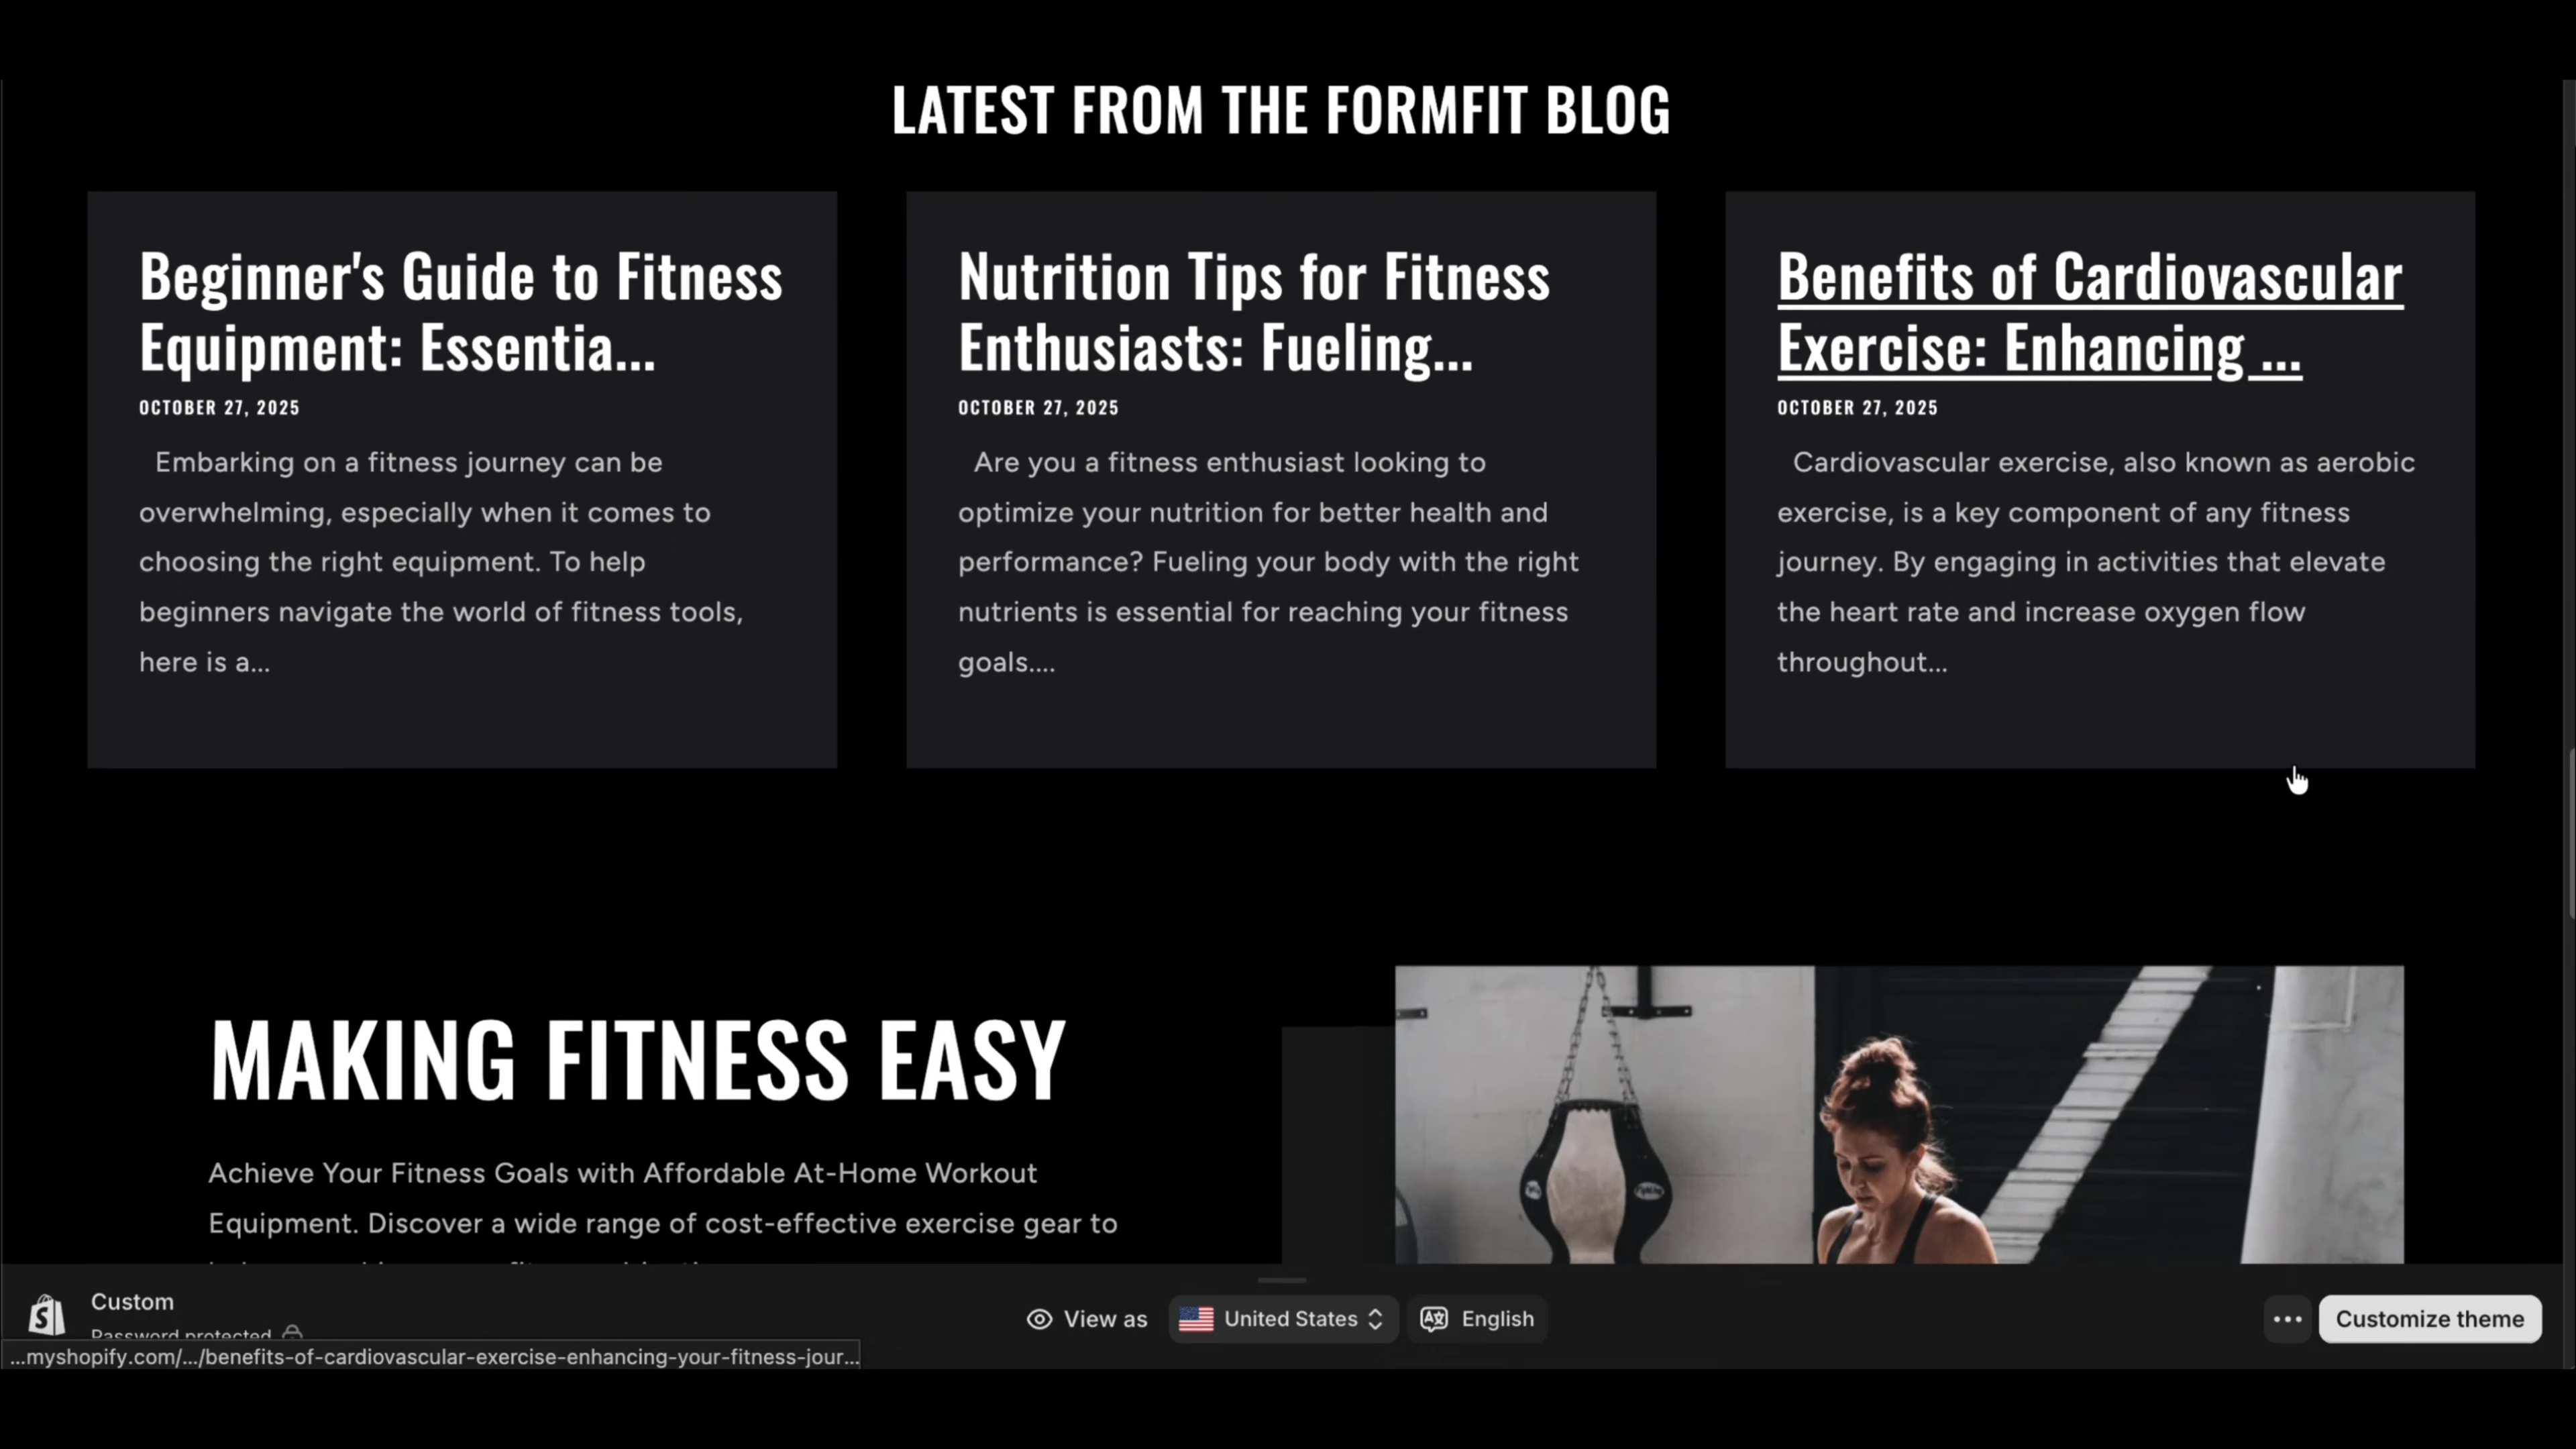 LATEST FROM THE FORMFIT BLOG
Beginner's Guide to Fitness
Equipment: Essentia...
OCTOBER 27, 2025
Embarking on a fitness journey can be
overwhelming, especially when it comes to
choosing the right equipment. To help
beginners navigate the world of fitness tools,
here is a...
Nutrition Tips for Fitness
Enthusiasts: Fueling...
OCTOBER 27, 2025
Are you a fitness enthusiast looking to
optimize your nutrition for better health and
performance? Fueling your body with the right
nutrients is essential for reaching your fitness
goals....
Benefits of Cardiovascular
Exercise: Enhancing ...
OCTOBER 27, 2025
Cardiovascular exercise, also known as aerobic
exercise, is a key component of any fitness
journey. By engaging in activities that elevate
the heart rate and increase oxygen flow
throughout...
MAKING FITNESS EASY
Achieve Your Fitness Goals with Affordable At-Home Workout
Equipment. Discover a wide range of cost-effective exercise gear to
Custom
Password protected
View as
United States
English
Customize theme
...myshopify.com/.../benefits-of-cardiovascular-exercise-enhancing-your-fitness-jour...